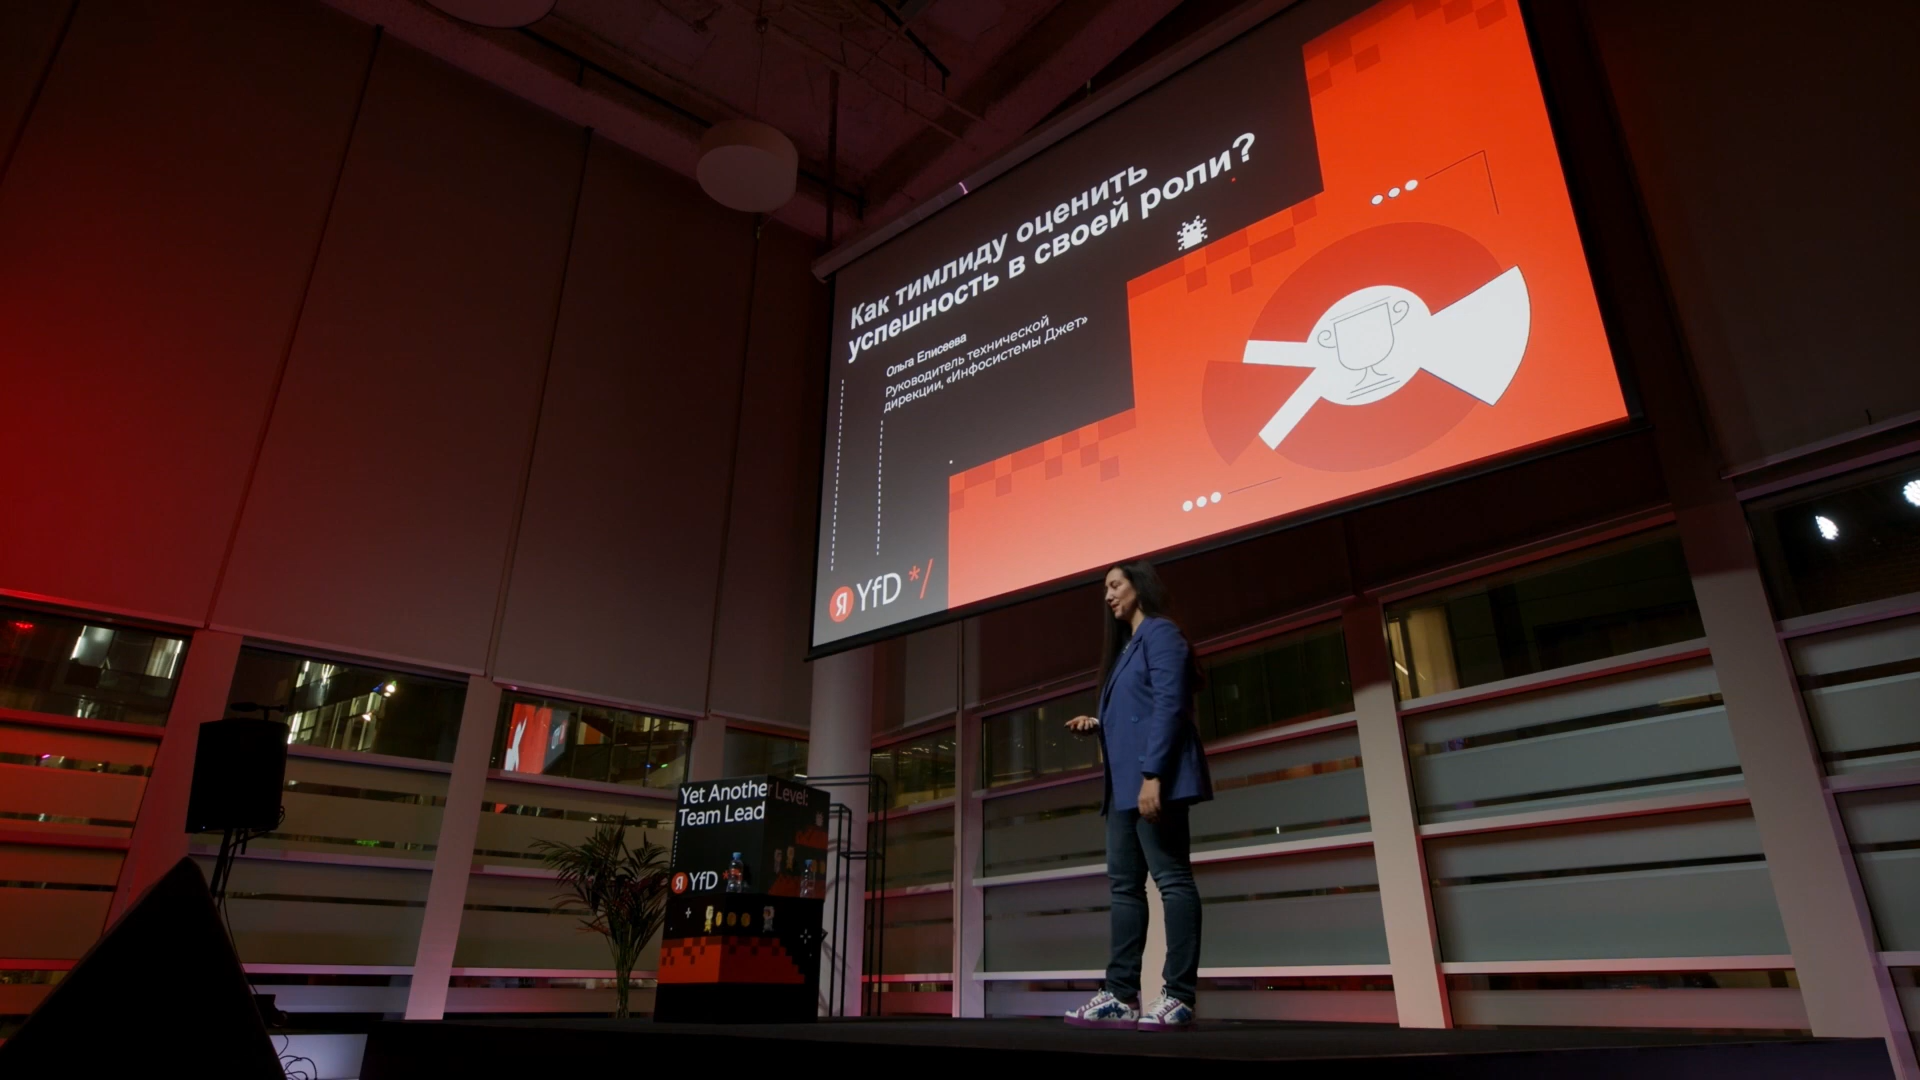 Как тимлиду оценить
успешность в своей роли?
Ольга Елисеева
Руководитель технической
дирекции, «Инфосистемы Джет»
Я YfD */
Yet Another Level:
Team Lead
Я YfD